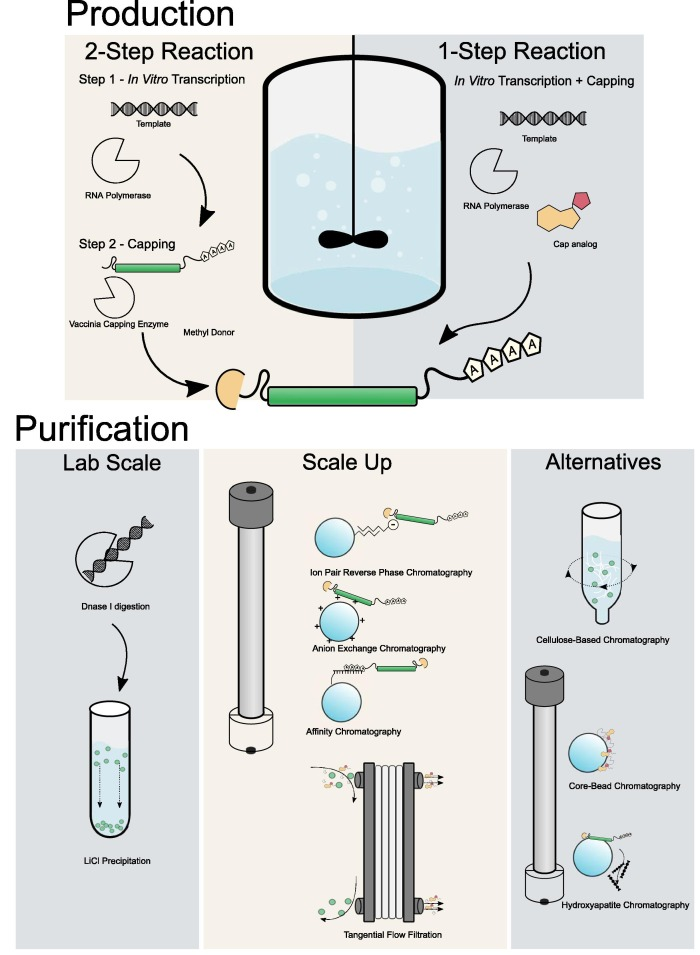 Production
2-Step Reaction
Step 1 - In Vitro Transcription
Template
RNA Polymerase
Step 2 - Capping
A A A A
Vaccinia Capping Enzyme
Methyl Donor
1-Step Reaction
In Vitro Transcription + Capping
Template
RNA Polymerase
Cap analog
A A A A
Purification
Lab Scale
Dnase I digestion
LiCl Precipitation
Scale Up
-
Ion Pair Reverse Phase Chromatography
+ + + + + +
Anion Exchange Chromatography
Affinity Chromatography
Tangential Flow Filtration
Alternatives
Cellulose-Based Chromatography
Core-Bead Chromatography
Hydroxyapatite Chromatography